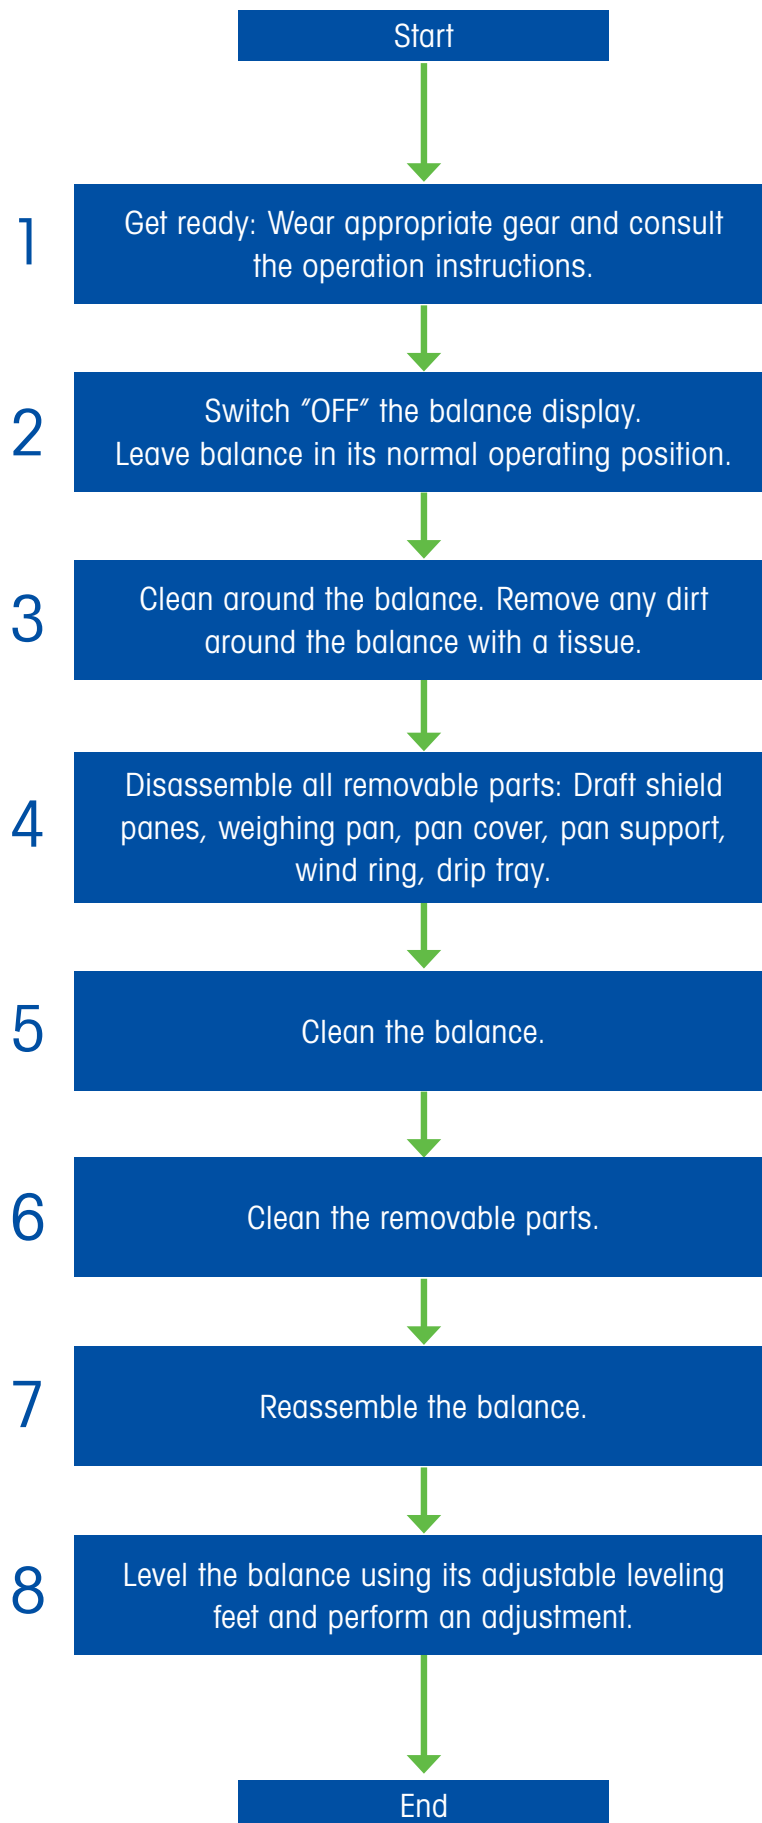 Start
1
Get ready: Wear appropriate gear and consult
the operation instructions.
2
Switch ″OFF″ the balance display.
Leave balance in its normal operating position.
3
Clean around the balance. Remove any dirt
around the balance with a tissue.
4
Disassemble all removable parts: Draft shield
panes, weighing pan, pan cover, pan support,
wind ring, drip tray.
5
Clean the balance.
6
Clean the removable parts.
7
Reassemble the balance.
8
Level the balance using its adjustable leveling
feet and perform an adjustment.
End